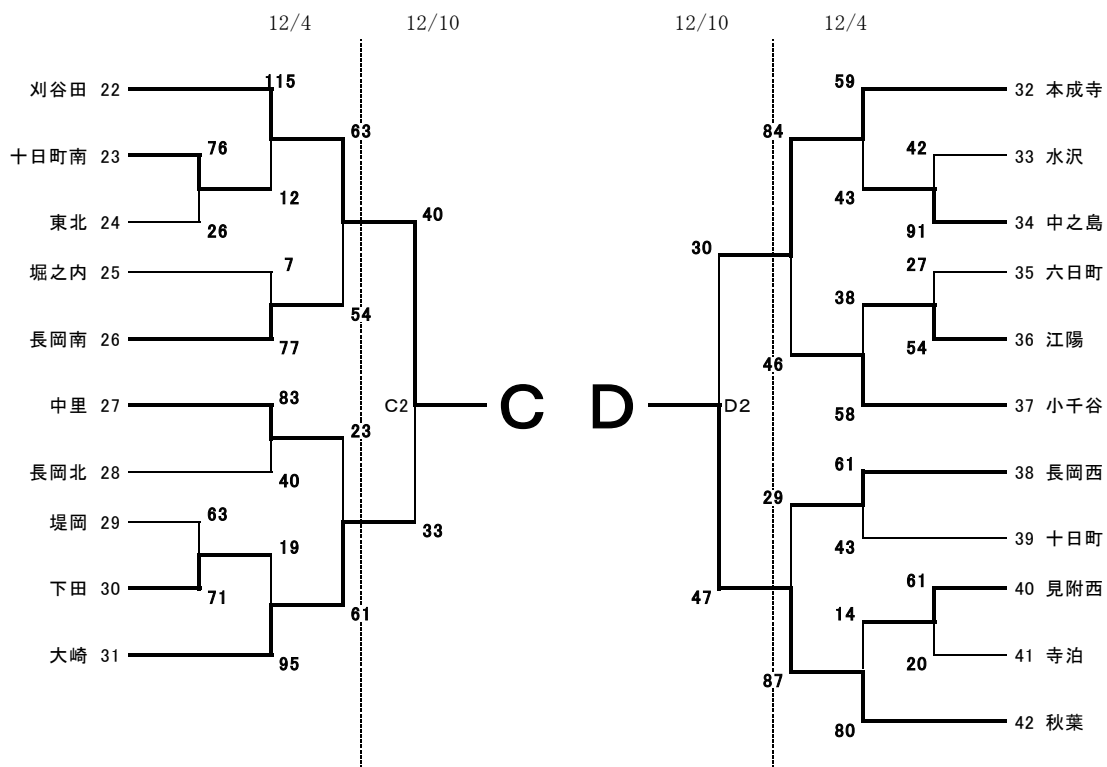 12/4 12/10 12/10 12/4
刈谷田 22 115 59 32 本成寺
63 84
十日町南 23 76 42 33 水沢
12 43
東北 24 26 40 91 34 中之島
30
堀之内 25 7 27 35 六日町
54 38
長岡南 26 77 46 54 36 江陽
中里 27 83 C2 C D D2 58 37 小千谷
23
長岡北 28 40 61 38 長岡西
29
堤岡 29 63 33 43 39 十日町
19
下田 30 71 47 61 40 見附西
61 14
大崎 31 95 20 41 寺泊
87
80 42 秋葉